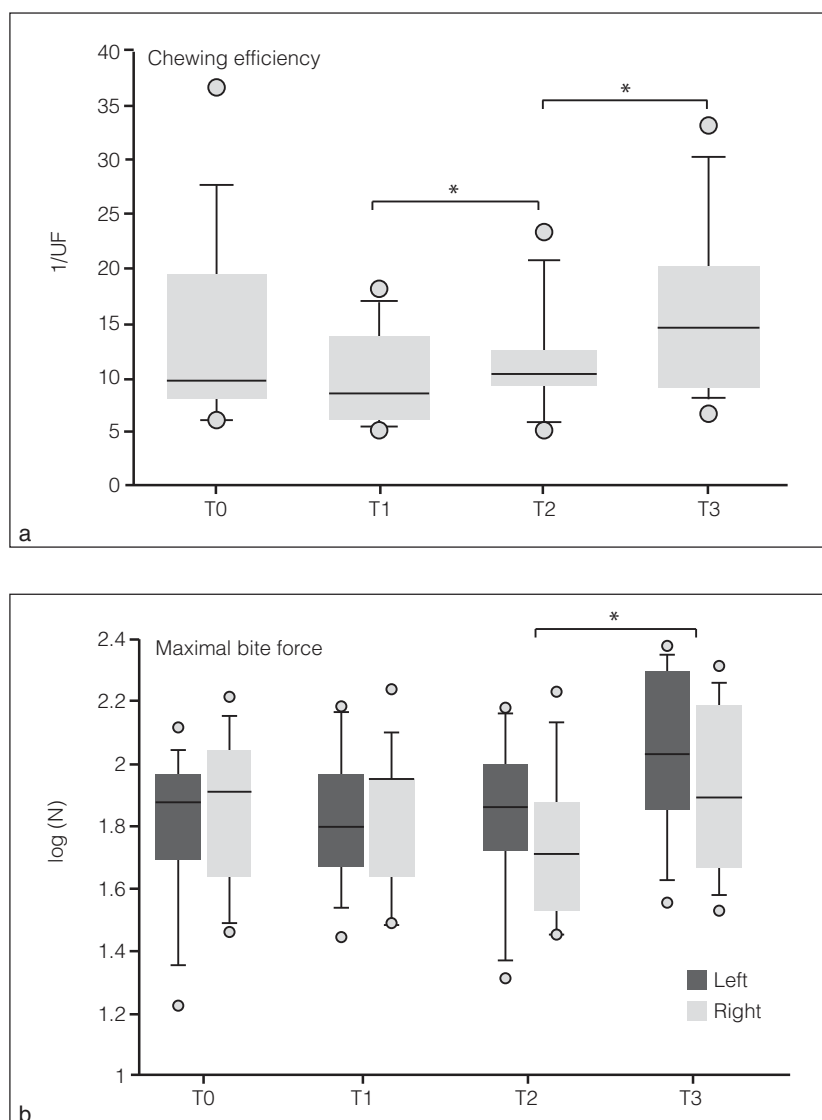 Chewing efficiency
40
35
30
25
20
15
10
5
0
1/UF
*
*
T0 T1 T2 T3
a
Maximal bite force
2.4
2.2
2
1.8
1.6
1.4
1.2
1
log (N)
*
Left
Right
T0 T1 T2 T3
b